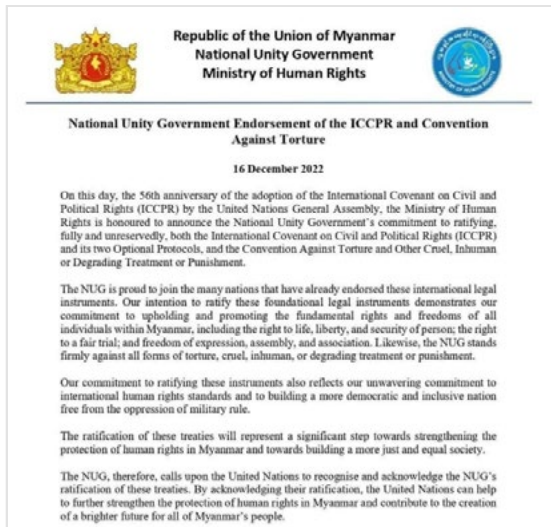 Republic of the Union of Myanmar
National Unity Government
Ministry of Human Rights
National Unity Government Endorsement of the ICCPR and Convention
Against Torture
16 December 2022
On this day, the 56th anniversary of the adoption of the International Covenant on Civil and
Political Rights (ICCPR) by the United Nations General Assembly, the Ministry of Human
Rights is honoured to announce the National Unity Government's commitment to ratifying,
fully and unreservedly, both the International Covenant on Civil and Political Rights (ICCPR)
and its two Optional Protocols, and the Convention Against Torture and Other Cruel, Inhuman
or Degrading Treatment or Punishment.
The NUG is proud to join the many nations that have already endorsed these international legal
instruments. Our intention to ratify these foundational legal instruments demonstrates our
commitment to upholding and promoting the fundamental rights and freedoms of all
individuals within Myanmar, including the right to life, liberty, and security of person; the right
to a fair trial; and freedom of expression, assembly, and association. Likewise, the NUG stands
firmly against all forms of torture, cruel, inhuman, or degrading treatment or punishment.
Our commitment to ratifying these instruments also reflects our unwavering commitment to
international human rights standards and to building a more democratic and inclusive nation
free from the oppression of military rule.
The ratification of these treaties will represent a significant step towards strengthening the
protection of human rights in Myanmar and towards building a more just and equal society.
The NUG, therefore, calls upon the United Nations to recognise and acknowledge the NUG's
ratification of these treaties. By acknowledging their ratification, the United Nations can help
to further strengthen the protection of human rights in Myanmar and contribute to the creation
of a brighter future for all of Myanmar's people.